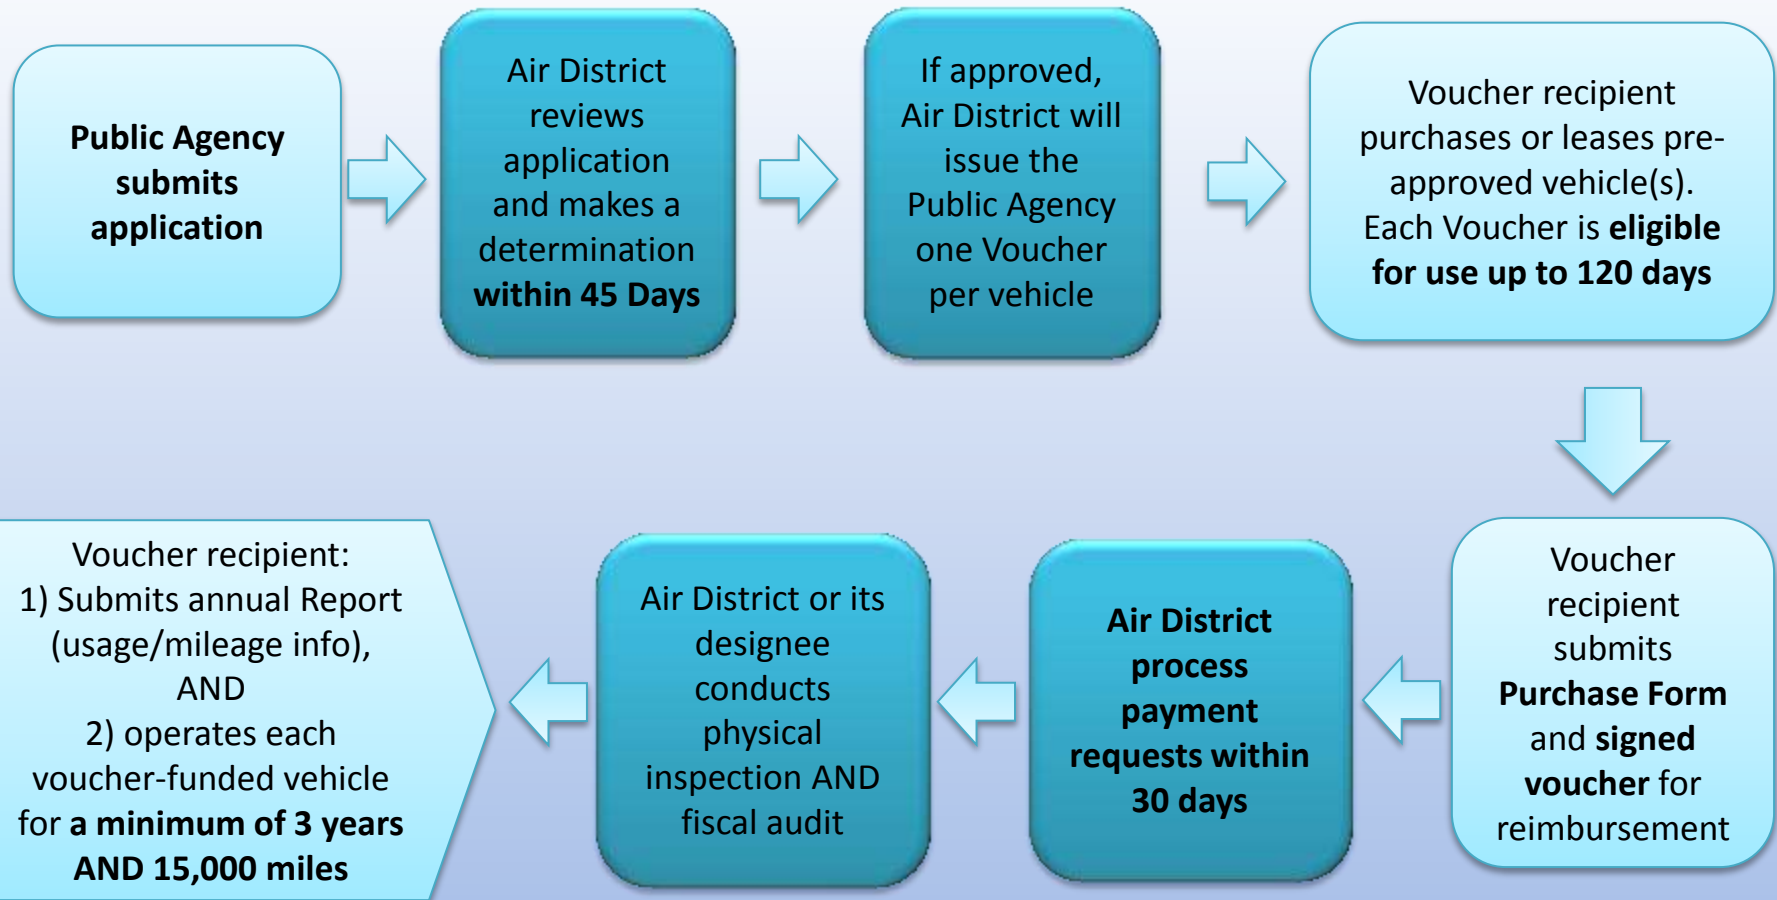 Public Agency
submits
application
Air District
reviews
application
and makes a
determination
within 45 Days
If approved,
Air District will
issue the
Public Agency
one Voucher
per vehicle
Voucher recipient
purchases or leases pre-
approved vehicle(s).
Each Voucher is eligible
for use up to 120 days
Voucher
recipient
submits
Purchase Form
and signed
voucher for
reimbursement
Air District
process
payment
requests within
30 days
Air District or its
designee
conducts
physical
inspection AND
fiscal audit
Voucher recipient:
1) Submits annual Report
(usage/mileage info),
AND
2) operates each
voucher-funded vehicle
for a minimum of 3 years
AND 15,000 miles